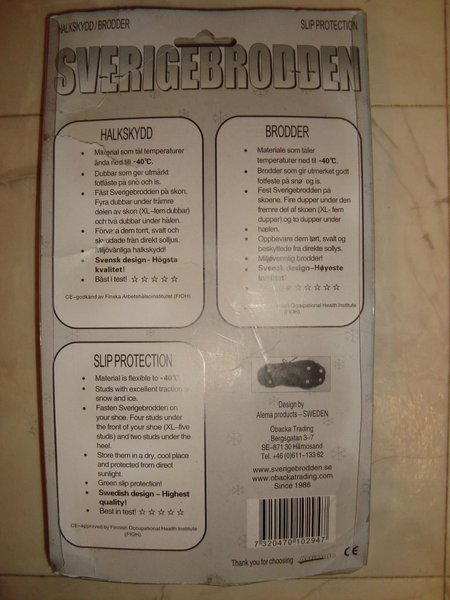 HALKSKYDD / BRODDER
SLIP PROTECTION
SVERIGEBRODDEN
HALKSKYDD
• Material som tål temperaturer
ända ned till -40°C.
• Dubbar som ger utmärkt
fotfäste på snö och is.
• Fäst Sverigebrodden på skon.
Fyra dubbar under främre
delen av skon (XL-fem dubbar)
och två dubbar under hälen.
• Förvara dem torrt, svalt och
skyddade från direkt solljus.
• Miljövänliga halkskydd!
• Svensk design - Högsta
kvalitet!
• Bäst i test! ☆ ☆ ☆ ☆ ☆
CE-godkänd av Finska Arbetshälsoinstitutet (FIOH).
BRODDER
• Materiale som tåler
temperaturer ned til -40°C.
• Brodder som gir utmerket godt
fotfeste på snø og is.
• Fest Sverigebrodden på
skoene. Fire dupper under den
fremre del af skoen (XL- fem
dupper) og to dupper under
• hælen.
• Oppbevare dem tørt, svalt og
beskyttede fra direkte sollys.
• Miljøvennlig brodder!
• Svensk design-Høyeste
kvalitet!
• Best i test! ☆ ☆ ☆ ☆ ☆
Finnish Occupational Health Institute
(FIOH).
SLIP PROTECTION
• Material is flexible to -40°C.
• Studs with excellent traction
snow and ice.
• Fasten Sverigebrodden on
your shoe. Four studs under
the front of your shoe (XL-five
studs) and two studs under the
heel.
• Store them in a dry, cool place
and protected from direct
sunlight.
• Green slip protection!
• Swedish design – Highest
quality!
• Best in test! ☆ ☆ ☆ ☆ ☆
CE-approved by Finnish Occupational Health Institute
(FIOH).
Design by
Alema products – SWEDEN
Öbacka Trading
Bergsgatan 3-7
SE-871 30 Härnösand
Tel. +46 (0)611-133 62
www.sverigebrodden.se
www.obackatrading.com
Since 1986
7 320470 102947
Thank you for choosing
CE